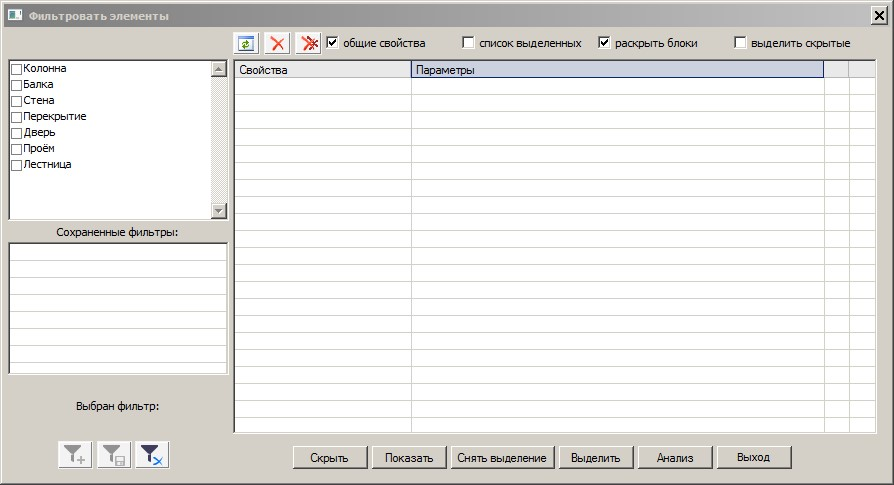 Фильтровать элементы
общие свойства
список выделенных
раскрыть блоки
выделить скрытые
Колонна
Балка
Стена
Перекрытие
Дверь
Проём
Лестница
Свойства
Параметры
Сохраненные фильтры:
Выбран фильтр:
Скрыть
Показать
Снять выделение
Выделить
Анализ
Выход